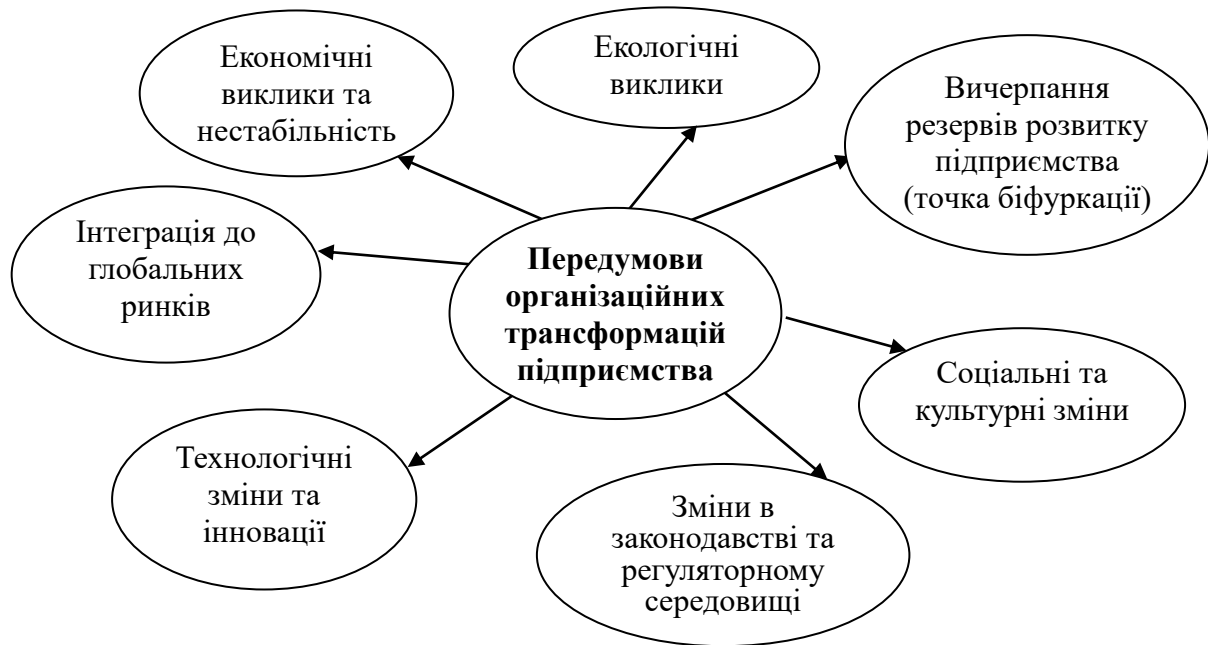 Економічні
виклики та
нестабільність
Екологічні
виклики
Вичерпання
резервів розвитку
підприємства
(точка біфуркації)
Інтеграція до
глобальних
ринків
Передумови
організаційних
трансформацій
підприємства
Соціальні та
культурні зміни
Технологічні
зміни та
інновації
Зміни в
законодавстві та
регуляторному
середовищі